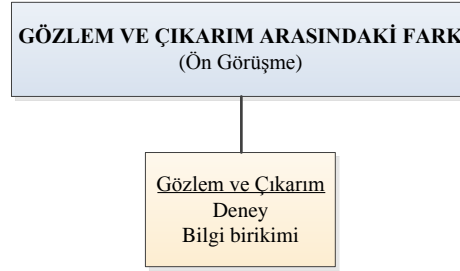 GÖZLEM VE ÇIKARIM ARASINDAKİ FARK
(Ön Görüşme)
Gözlem ve Çıkarım
Deney
Bilgi birikimi